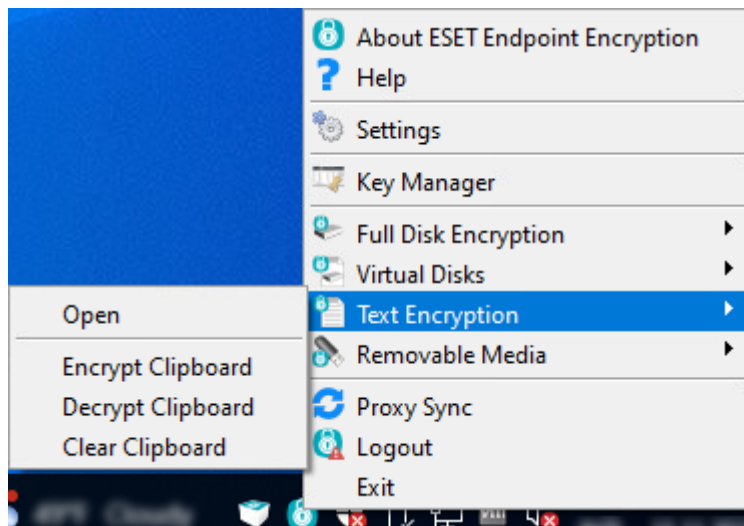 About ESET Endpoint Encryption
Help
Settings
Key Manager
Full Disk Encryption
Virtual Disks
Text Encryption
Removable Media
Proxy Sync
Logout
Exit
Open
Encrypt Clipboard
Decrypt Clipboard
Clear Clipboard